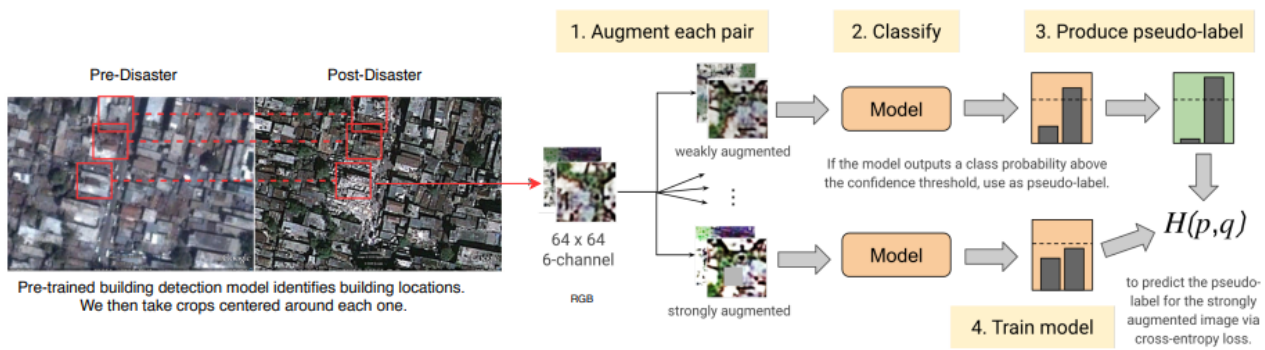 1. Augment each pair
2. Classify
3. Produce pseudo-label
Pre-Disaster
Post-Disaster
Model
weakly augmented
If the model outputs a class probability above
the confidence threshold, use as pseudo-label.
H(p,q)
64 x 64
6-channel
RGB
Model
strongly augmented
Pre-trained building detection model identifies building locations.
We then take crops centered around each one.
to predict the pseudo-
label for the strongly
augmented image via
cross-entropy loss.
4. Train model